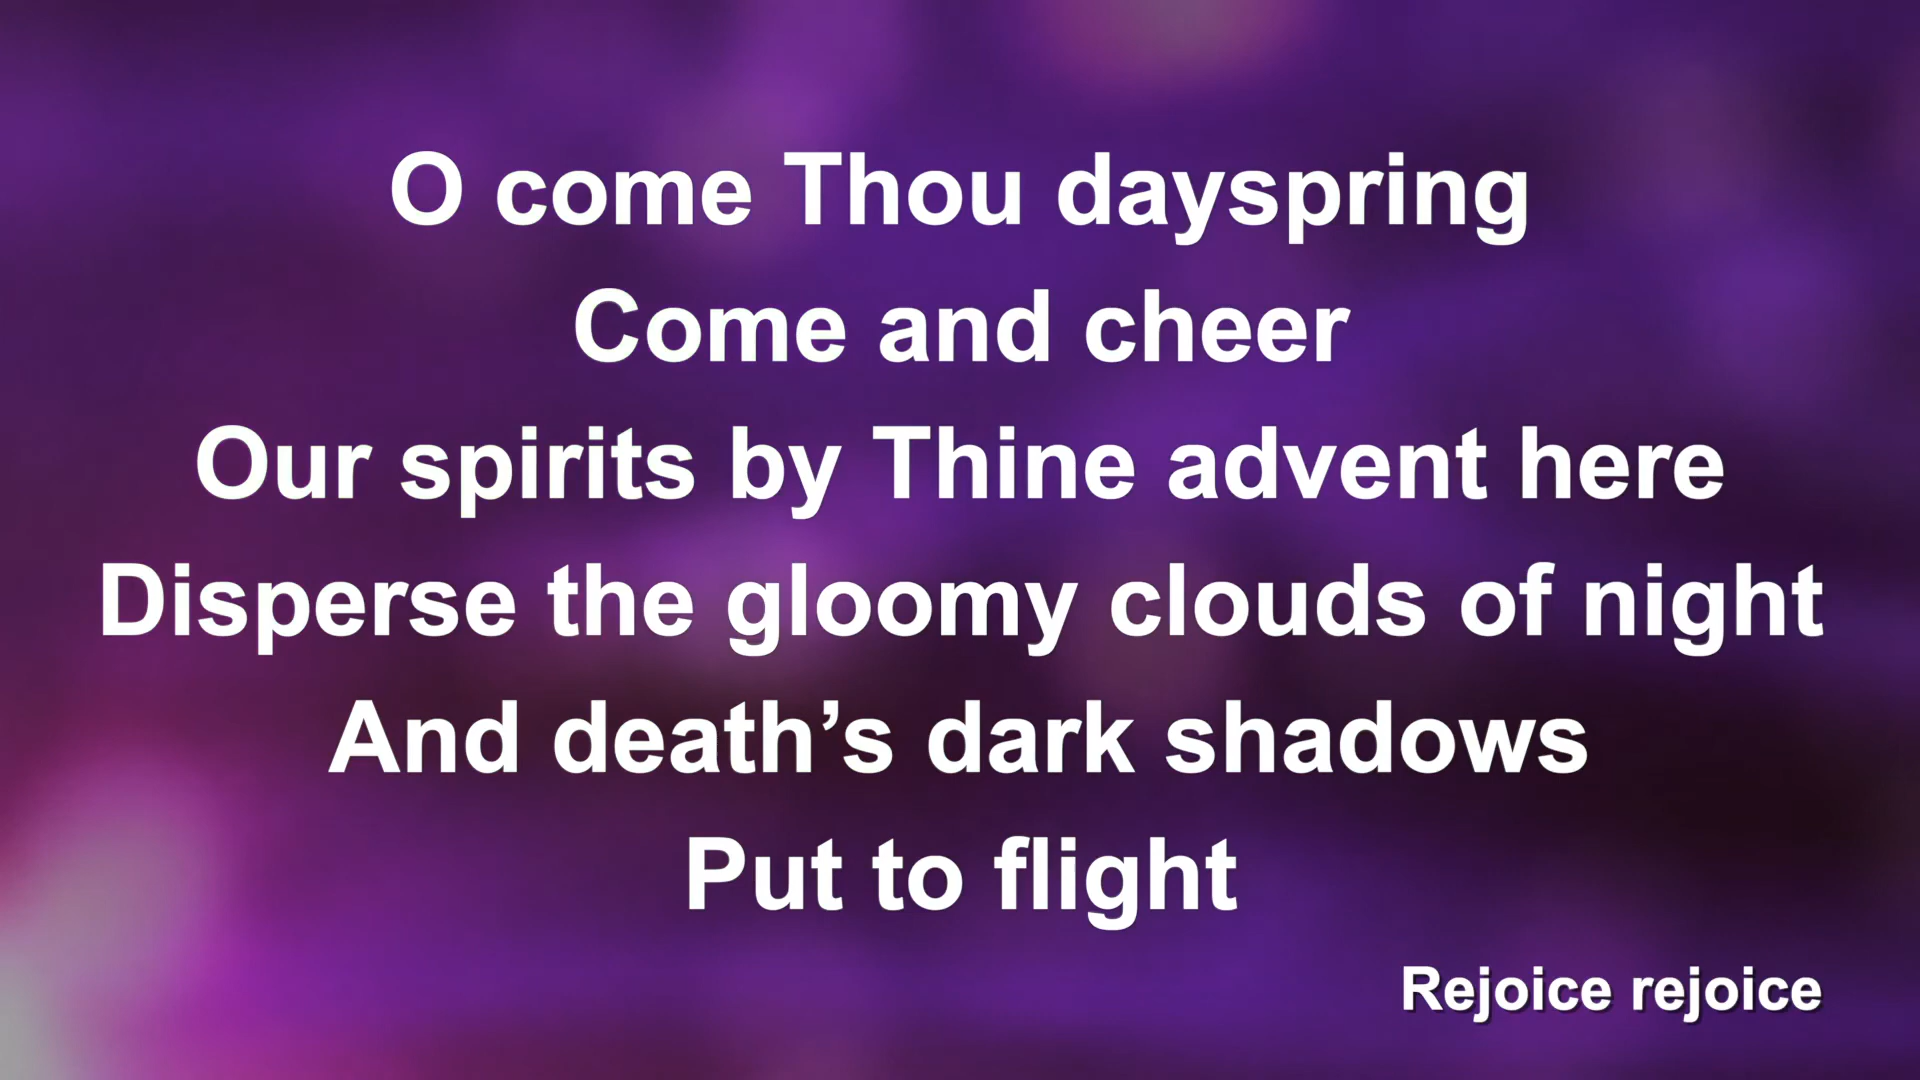 O come Thou dayspring
Come and cheer
Our spirits by Thine advent here
Disperse the gloomy clouds of night
And death’s dark shadows
Put to flight
Rejoice rejoice